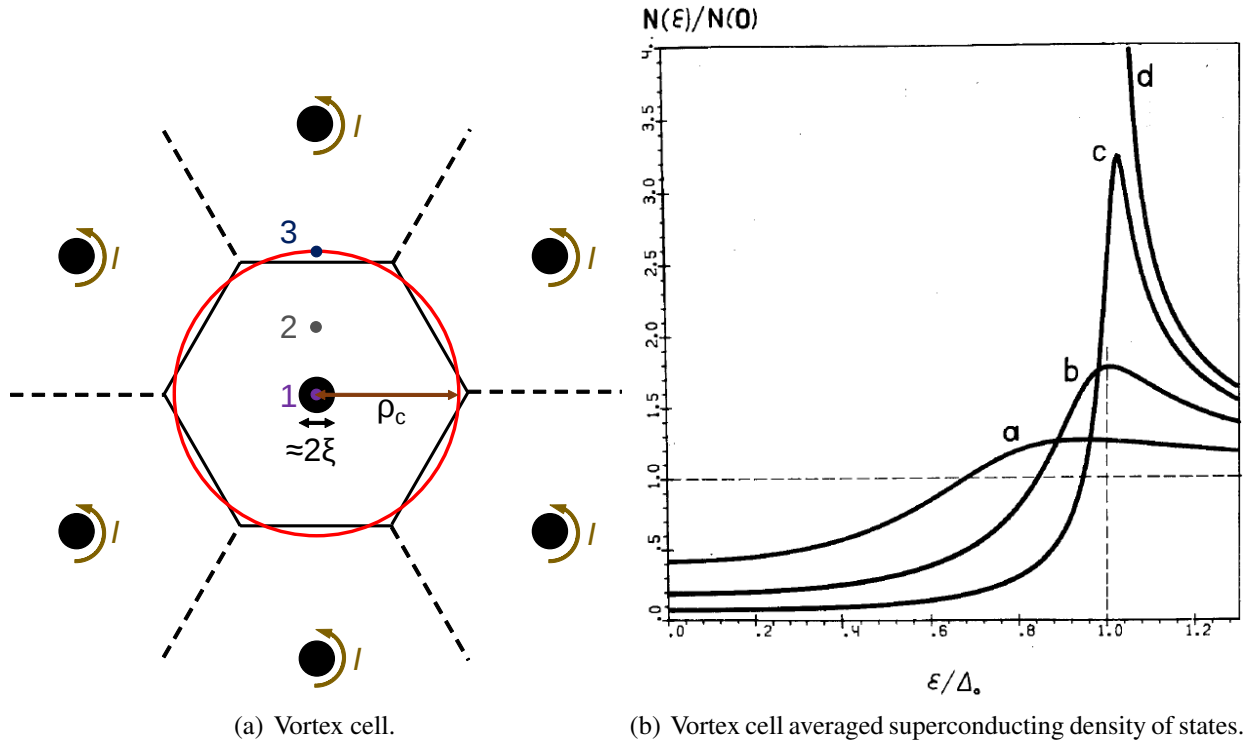 I
I
I
3
2
1
ρc
≈2ξ
I
I
I
(a) Vortex cell.
N(ε)/N(0)
4.
3.5
3.0
2.5
2.0
1.5
1.0
.5
.0
a
b
c
d
.0 .2 .4 .6 .8 1.0 1.2
ε/Δ₀
(b) Vortex cell averaged superconducting density of states.